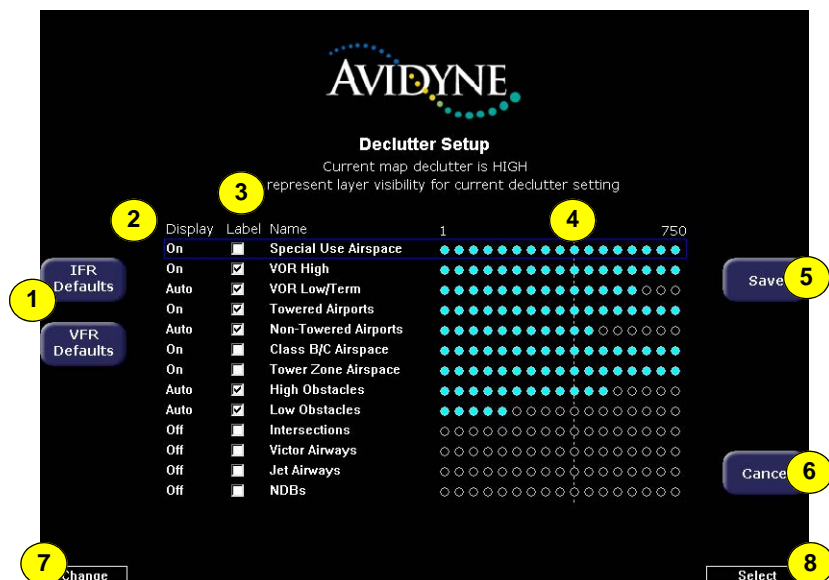 AVIDYNE
Declutter Setup
Current map declutter is HIGH
3
represent layer visibility for current declutter setting
2
4
Display Label Name 1 750
On Special Use Airspace
On VOR High
Auto VOR Low/Term
On Towered Airports
Auto Non-Towered Airports
On Class B/C Airspace
On Tower Zone Airspace
Auto High Obstacles
Auto Low Obstacles
Off Intersections
Off Victor Airways
Off Jet Airways
Off NDBs
IFR
Defaults
1
VFR
Defaults
Save
5
Cance
6
7
Change
Select
8